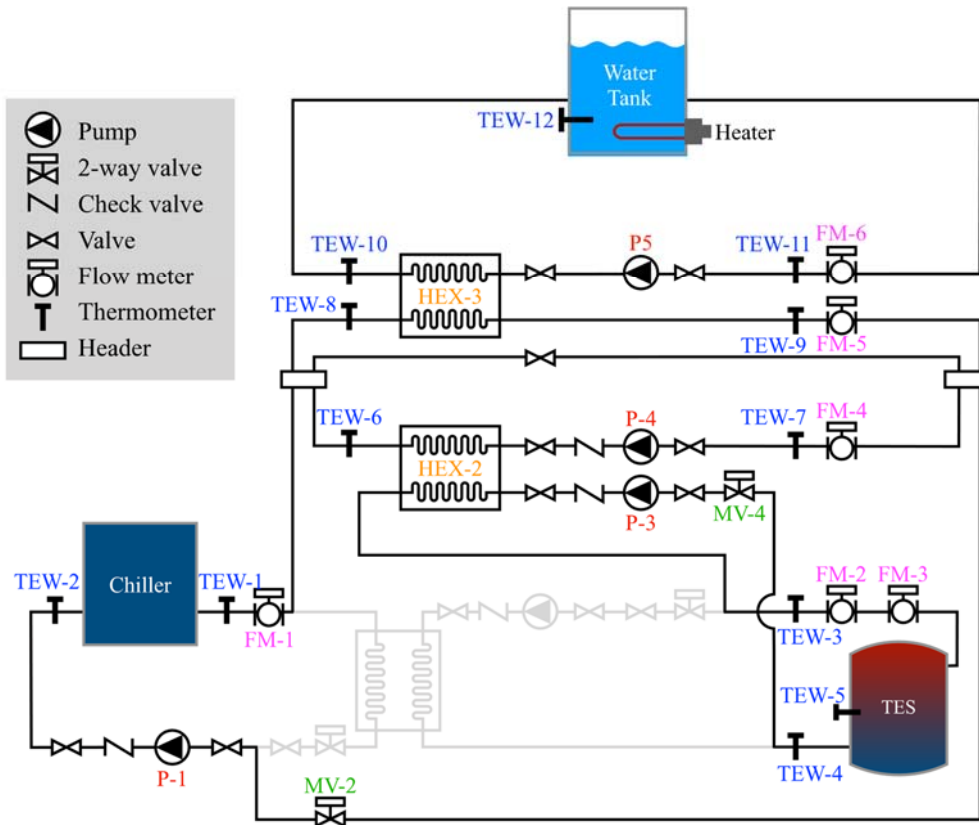 Water
Tank
TEW-12
Heater
Pump
2-way valve
Check valve
Valve
Flow meter
Thermometer
Header
TEW-10
P5
TEW-11
FM-6
HEX-3
TEW-8
TEW-9
FM-5
TEW-6
P-4
TEW-7
FM-4
HEX-2
P-3
MV-4
TEW-2
Chiller
TEW-1
FM-1
FM-2
FM-3
TEW-3
TEW-5
TES
TEW-4
P-1
MV-2